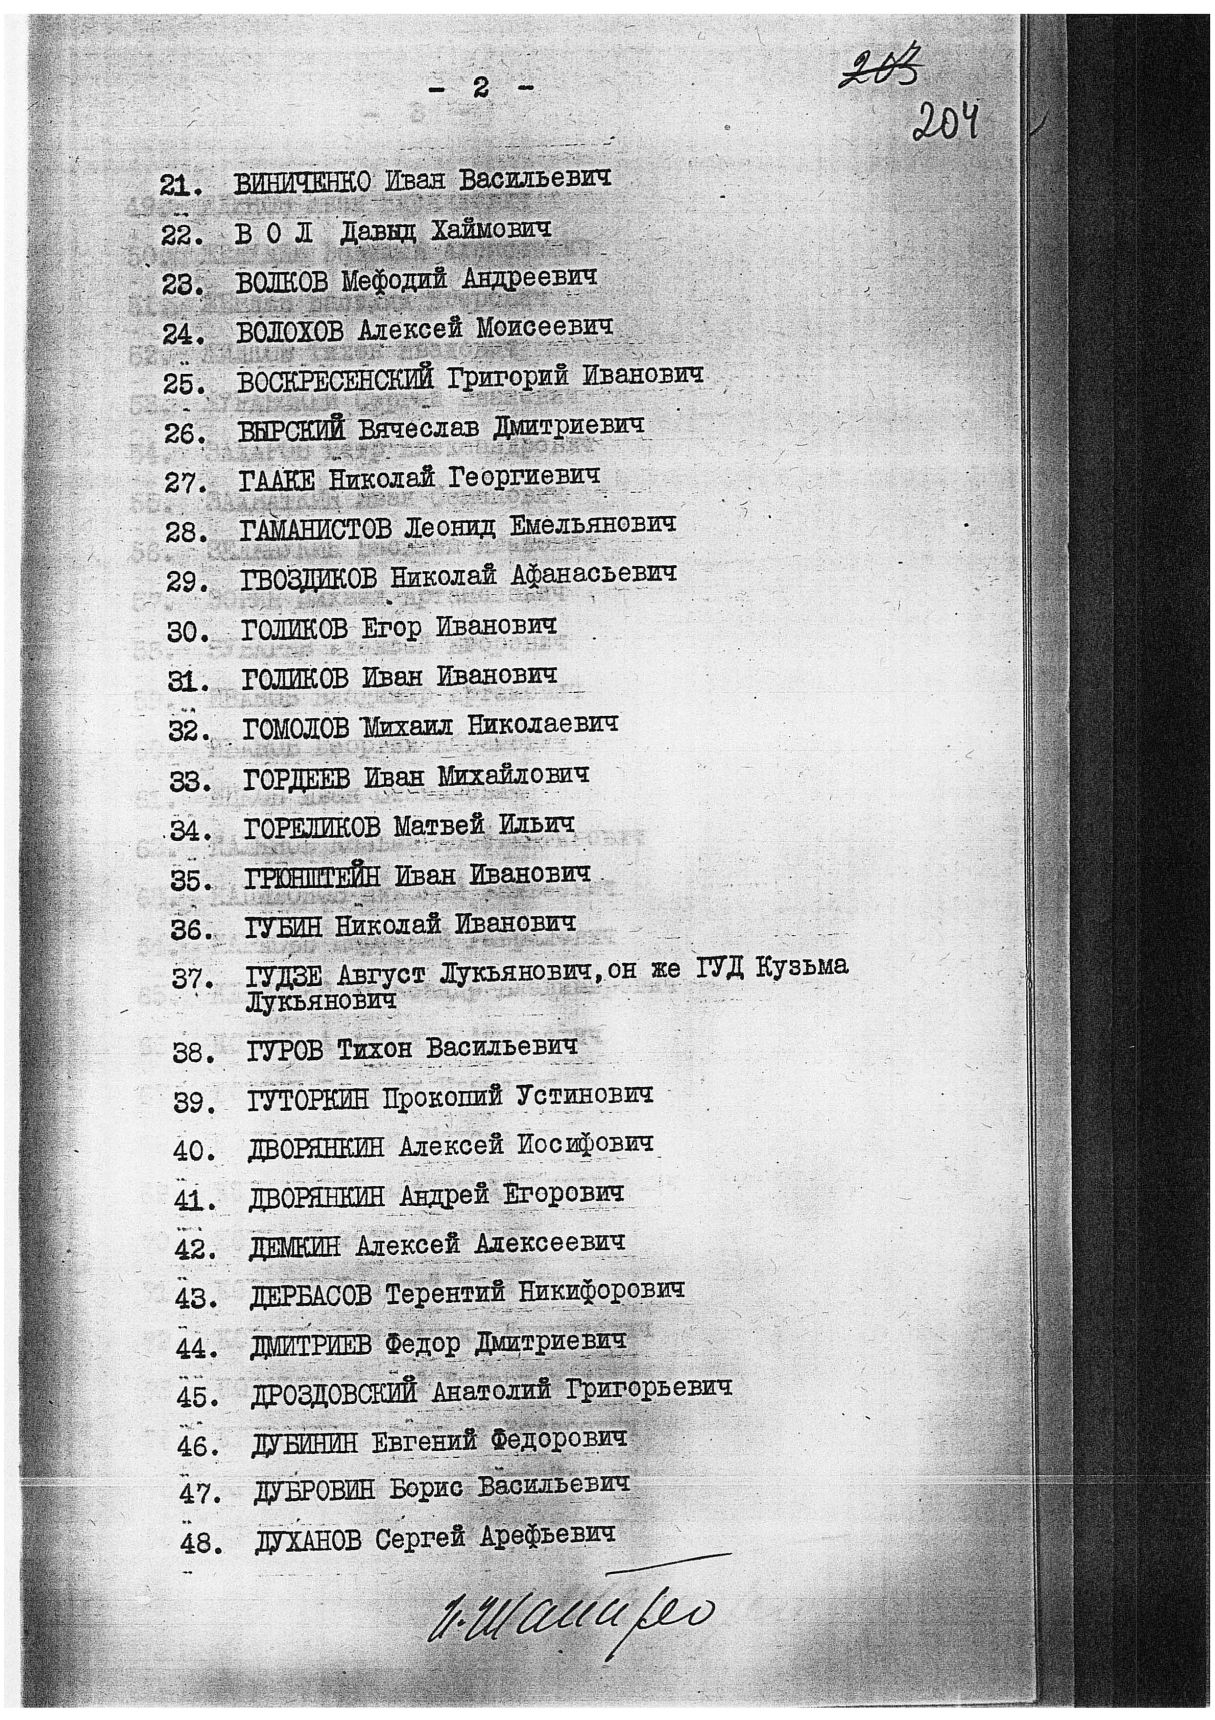 - 2 -
203
204
21. ВИНИЧЕНКО Иван Васильевич
22. В О Л Давыд Хаймович
23. ВОЛКОВ Мефодий Андреевич
24. ВОЛОХОВ Алексей Моисеевич
25. ВОСКРЕСЕНСКИЙ Григорий Иванович
26. ВЫРСКИЙ Вячеслав Дмитриевич
27. ГААКЕ Николай Георгиевич
28. ГАМАНИСТОВ Леонид Емельянович
29. ГВОЗДИКОВ Николай Афанасьевич
30. ГОЛИКОВ Егор Иванович
31. ГОЛИКОВ Иван Иванович
32. ГОМОЛОВ Михаил Николаевич
33. ГОРДЕЕВ Иван Михайлович
34. ГОРЕЛИКОВ Матвей Ильич
35. ГРЮНШТЕЙН Иван Иванович
36. ГУБИН Николай Иванович
37. ГУДЗЕ Август Лукьянович, он же ГУД Кузьма
Лукьянович
38. ГУРОВ Тихон Васильевич
39. ГУТОРКИН Прокопий Устинович
40. ДВОРЯНКИН Алексей Иосифович
41. ДВОРЯНКИН Андрей Егорович
42. ДЕМКИН Алексей Алексеевич
43. ДЕРБАСОВ Терентий Никифорович
44. ДМИТРИЕВ Федор Дмитриевич
45. ДРОЗДОВСКИЙ Анатолий Григорьевич
46. ДУБИНИН Евгений Федорович
47. ДУБРОВИН Борис Васильевич
48. ДУХАНОВ Сергей Арефьевич
И. Шапиро